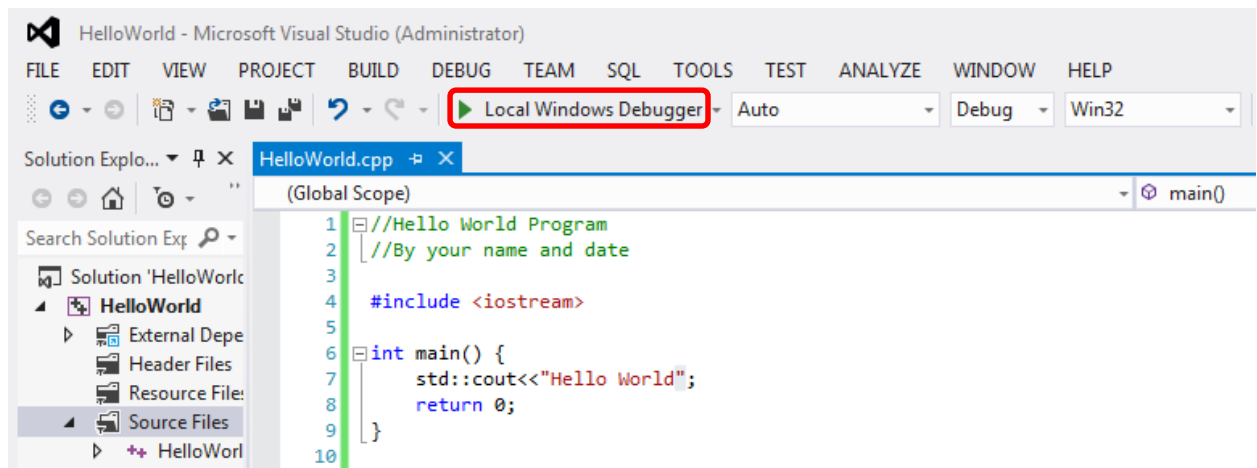 HelloWorld - Microsoft Visual Studio (Administrator)
FILE EDIT VIEW PROJECT BUILD DEBUG TEAM SQL TOOLS TEST ANALYZE WINDOW HELP
Local Windows Debugger Auto Debug Win32
Solution Explo... HelloWorld.cpp
(Global Scope) main()
Search Solution Exp
Solution 'HelloWorld
HelloWorld
External Depe
Header Files
Resource Files
Source Files
HelloWorl
1 //Hello World Program
2 //By your name and date
3
4 #include <iostream>
5
6 int main() {
7 std::cout<<"Hello World";
8 return 0;
9 }
10